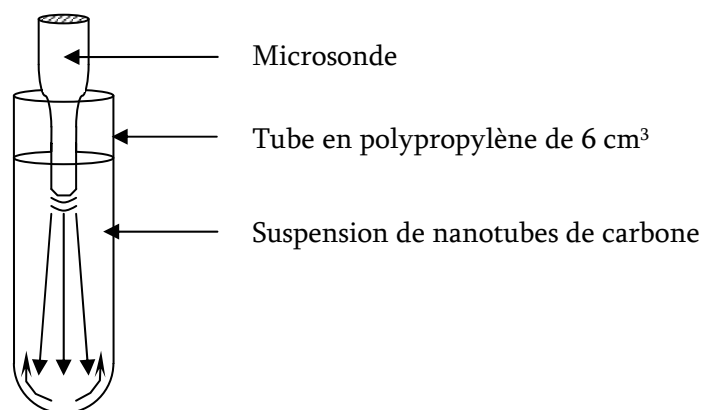 Microsonde
Tube en polypropylène de 6 cm³
Suspension de nanotubes de carbone